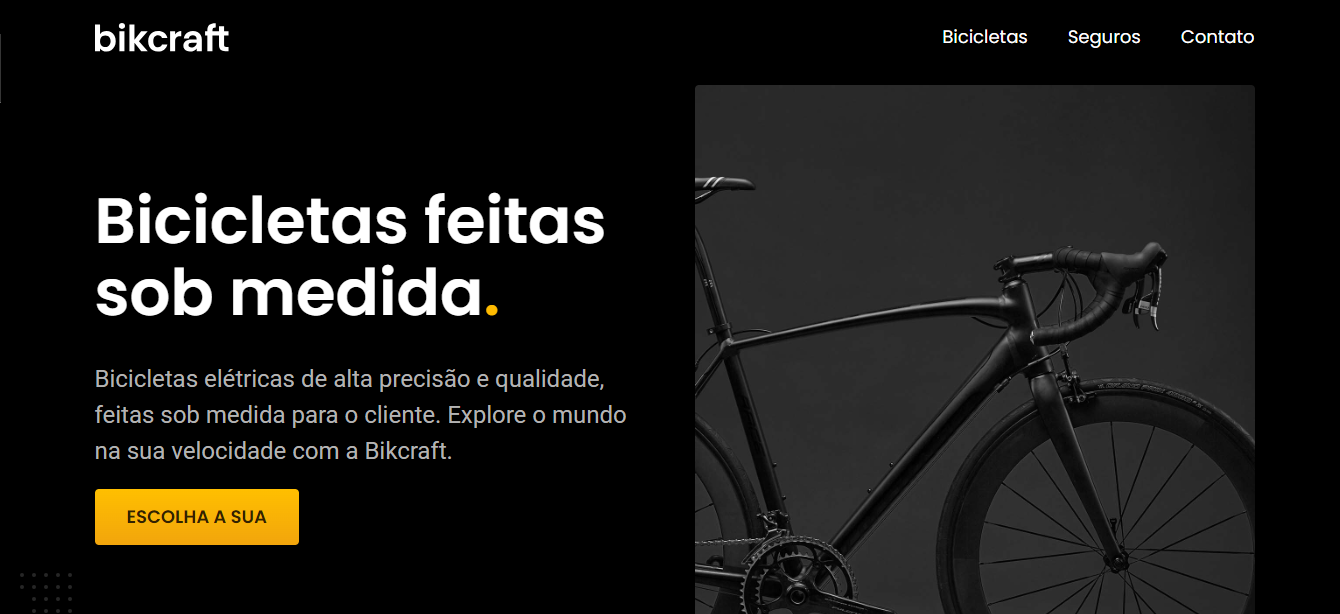 bikcraft
Bicicletas
Seguros
Contato
Bicicletas feitas
sob medida.
Bicicletas elétricas de alta precisão e qualidade,
feitas sob medida para o cliente. Explore o mundo
na sua velocidade com a Bikcraft.
ESCOLHA A SUA